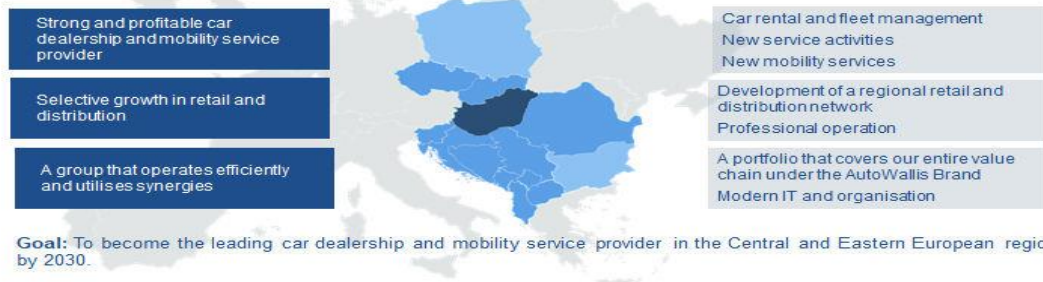 Strong and profitable car
dealership and mobility service
provider
Car rental and fleet management
New service activities
New mobility services
Selective growth in retail and
distribution
Development of a regional retail and
distribution network
Professional operation
A group that operates efficiently
and utilises synergies
A portfolio that covers our entire value
chain under the AutoWallis Brand
Modern IT and organisation
Goal: To become the leading car dealership and mobility service provider in the Central and Eastern European regio
by 2030.